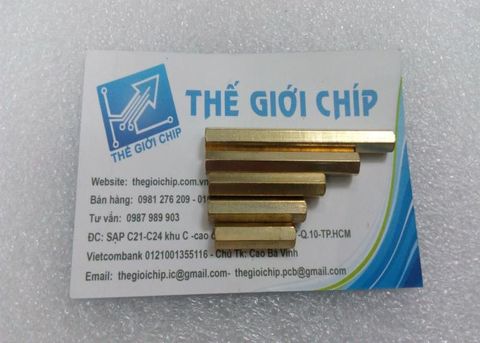 THẾ GIỚI CHÍP
THẾ GIỚI CHIP
Website: thegioichip.com.vn
Bán hàng: 0981 276 209 -
Tư vấn: 0987 989 903
ĐC: SẠP C21-C24 khu C -cao -Q.10-TP.HCM
Vietcombank 0121001355116 - Chủ Tk: Cao Bá Vinh
Email: thegioichip.ic@gmail.com- thegioichip.pcb@gmail.com